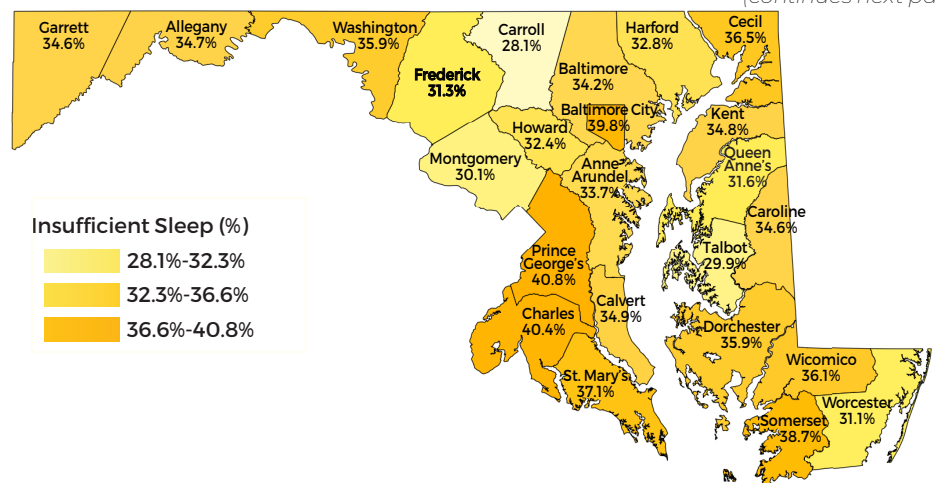 (continues next pa
Garrett
34.6%
Allegany
34.7%
Washington
35.9%
Frederick
31.3%
Carroll
28.1%
Baltimore
34.2%
Harford
32.8%
Cecil
36.5%
Baltimore City
39.8%
Howard
32.4%
Montgomery
30.1%
Anne
Arundel
33.7%
Kent
34.8%
Queen
Anne's
31.6%
Caroline
34.6%
Talbot
29.9%
Prince
George's
40.8%
Calvert
34.9%
Charles
40.4%
St. Mary's
37.1%
Dorchester
35.9%
Wicomico
36.1%
Worcester
31.1%
Somerset
38.7%
Insufficient Sleep (%)
28.1%-32.3%
32.3%-36.6%
36.6%-40.8%